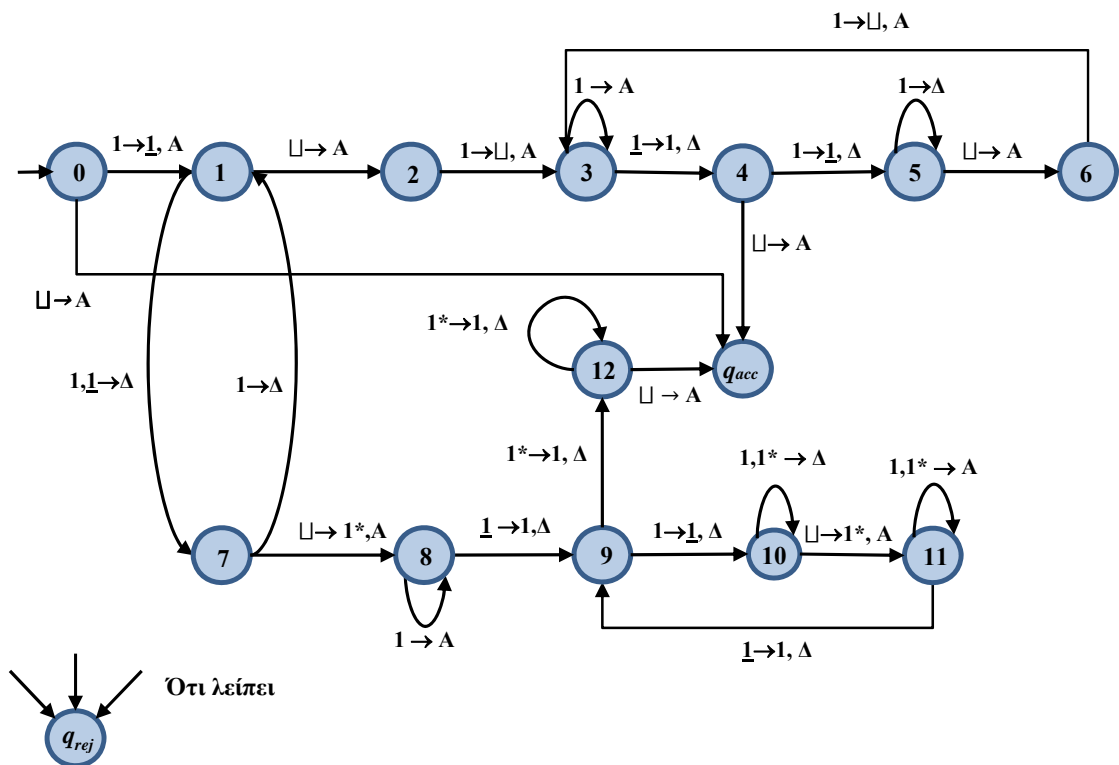 1→⊔, A
1 → A
1→Δ
1→1̲, A
⊔→ A
1→⊔, A
1̲→1, Δ
1→1̲, Δ
⊔→ A
0
1
2
3
4
5
6
⊔→ A
⊔→ A
1*→1, Δ
1,1̲→Δ
1→Δ
12
q_acc
⊔ → A
1*→1, Δ
1,1* → Δ
1,1* → A
⊔→ 1*,A
1̲ →1,Δ
1→1̲, Δ
⊔→1*, A
7
8
9
10
11
1 → A
1̲→1, Δ
Ότι λείπει
q_rej